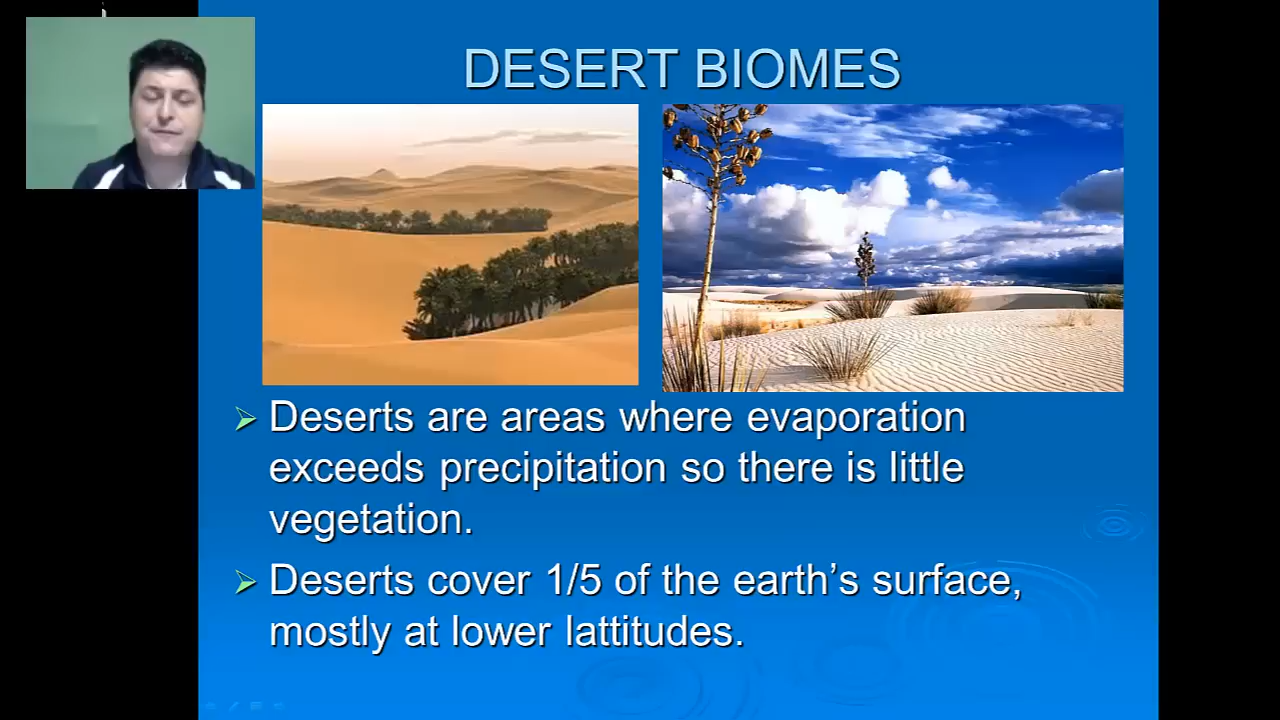 DESERT BIOMES
Deserts are areas where evaporation
exceeds precipitation so there is little
vegetation.
Deserts cover 1/5 of the earth’s surface,
mostly at lower lattitudes.